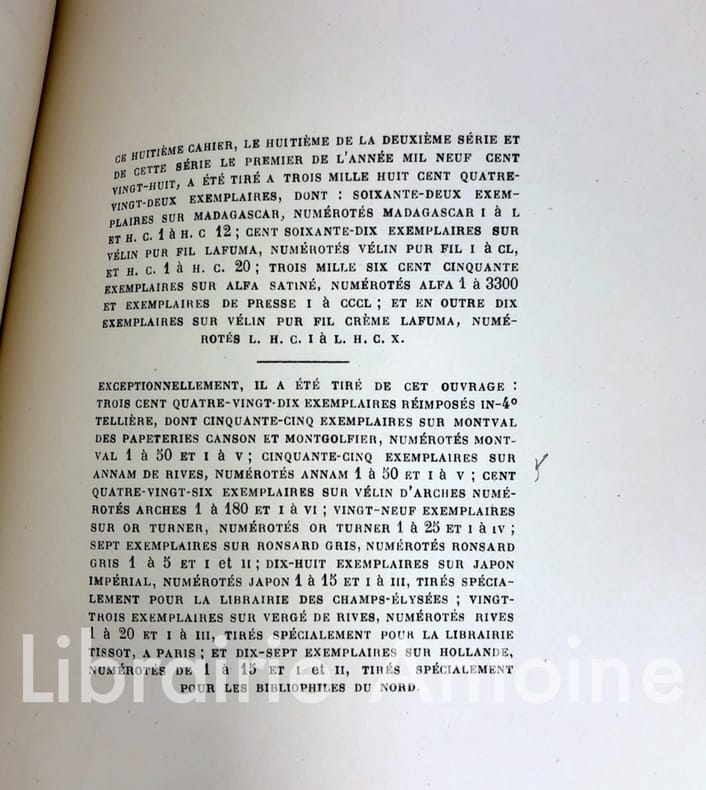 CE HUITIÈME CAHIER, LE HUITIÈME DE LA DEUXIÈME SÉRIE ET
DE CETTE SÉRIE LE PREMIER DE L'ANNÉE MIL NEUF CENT
VINGT-HUIT, A ÉTÉ TIRÉ A TROIS MILLE HUIT CENT QUATRE-
VINGT-DEUX EXEMPLAIRES, DONT : SOIXANTE-DEUX EXEM-
PLAIRES SUR MADAGASCAR, NUMÉROTÉS MADAGASCAR I à L
ET H. C. 1 à H. C 12 ; CENT SOIXANTE-DIX EXEMPLAIRES SUR
VÉLIN PUR FIL LAFUMA, NUMÉROTÉS VÉLIN PUR FIL I à CL,
ET H. C. 1 à H. C. 20 ; TROIS MILLE SIX CENT CINQUANTE
EXEMPLAIRES SUR ALFA SATINÉ, NUMÉROTÉS ALFA 1 à 3300
ET EXEMPLAIRES DE PRESSE I à CCCL ; ET EN OUTRE DIX
EXEMPLAIRES SUR VÉLIN PUR FIL CRÈME LAFUMA, NUMÉ-
ROTÉS L. H. C. I à L. H. C. X.
EXCEPTIONNELLEMENT, IL A ÉTÉ TIRÉ DE CET OUVRAGE :
TROIS CENT QUATRE-VINGT-DIX EXEMPLAIRES RÉIMPOSÉS IN-4°
TELLIÈRE, DONT CINQUANTE-CINQ EXEMPLAIRES SUR MONTVAL
DES PAPETERIES CANSON ET MONTGOLFIER, NUMÉROTÉS MONT-
VAL 1 à 50 ET I à V ; CINQUANTE-CINQ EXEMPLAIRES SUR
ANNAM DE RIVES, NUMÉROTÉS ANNAM 1 à 50 ET I à V ; CENT
QUATRE-VINGT-SIX EXEMPLAIRES SUR VÉLIN D'ARCHES NUMÉ-
ROTÉS ARCHES 1 à 180 ET I à VI ; VINGT-NEUF EXEMPLAIRES
SUR OR TURNER, NUMÉROTÉS OR TURNER 1 à 25 ET I à IV ;
SEPT EXEMPLAIRES SUR RONSARD GRIS, NUMÉROTÉS RONSARD
GRIS 1 à 5 ET I et II ; DIX-HUIT EXEMPLAIRES SUR JAPON
IMPÉRIAL, NUMÉROTÉS JAPON 1 à 15 ET I à III, TIRÉS SPÉCIA-
LEMENT POUR LA LIBRAIRIE DES CHAMPS-ÉLYSÉES ; VINGT-
TROIS EXEMPLAIRES SUR VERGÉ DE RIVES, NUMÉROTÉS RIVES
1 à 20 ET I à III, TIRÉS SPÉCIALEMENT POUR LA LIBRAIRIE
TISSOT, A PARIS ; ET DIX-SEPT EXEMPLAIRES SUR HOLLANDE,
NUMÉROTÉS DE 1 à 15 ET I et II, TIRÉS SPÉCIALEMENT
POUR LES BIBLIOPHILES DU NORD.
Librairie Amoine